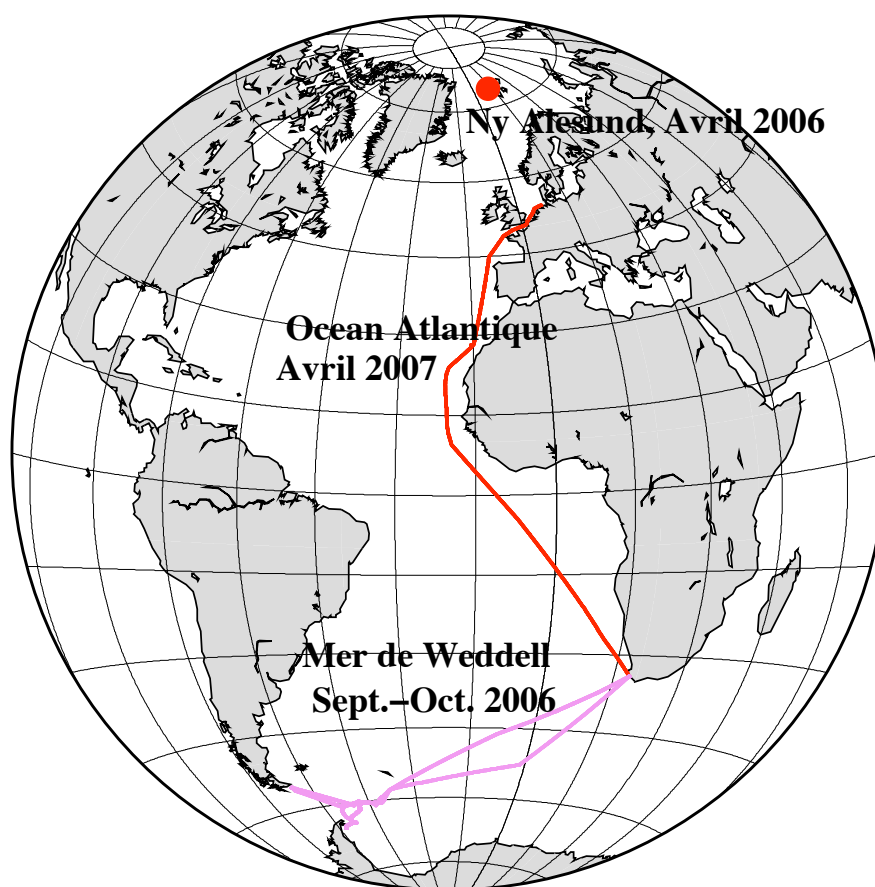 Ny Alesund, Avril 2006
Ocean Atlantique
Avril 2007
Mer de Weddell
Sept.−Oct. 2006